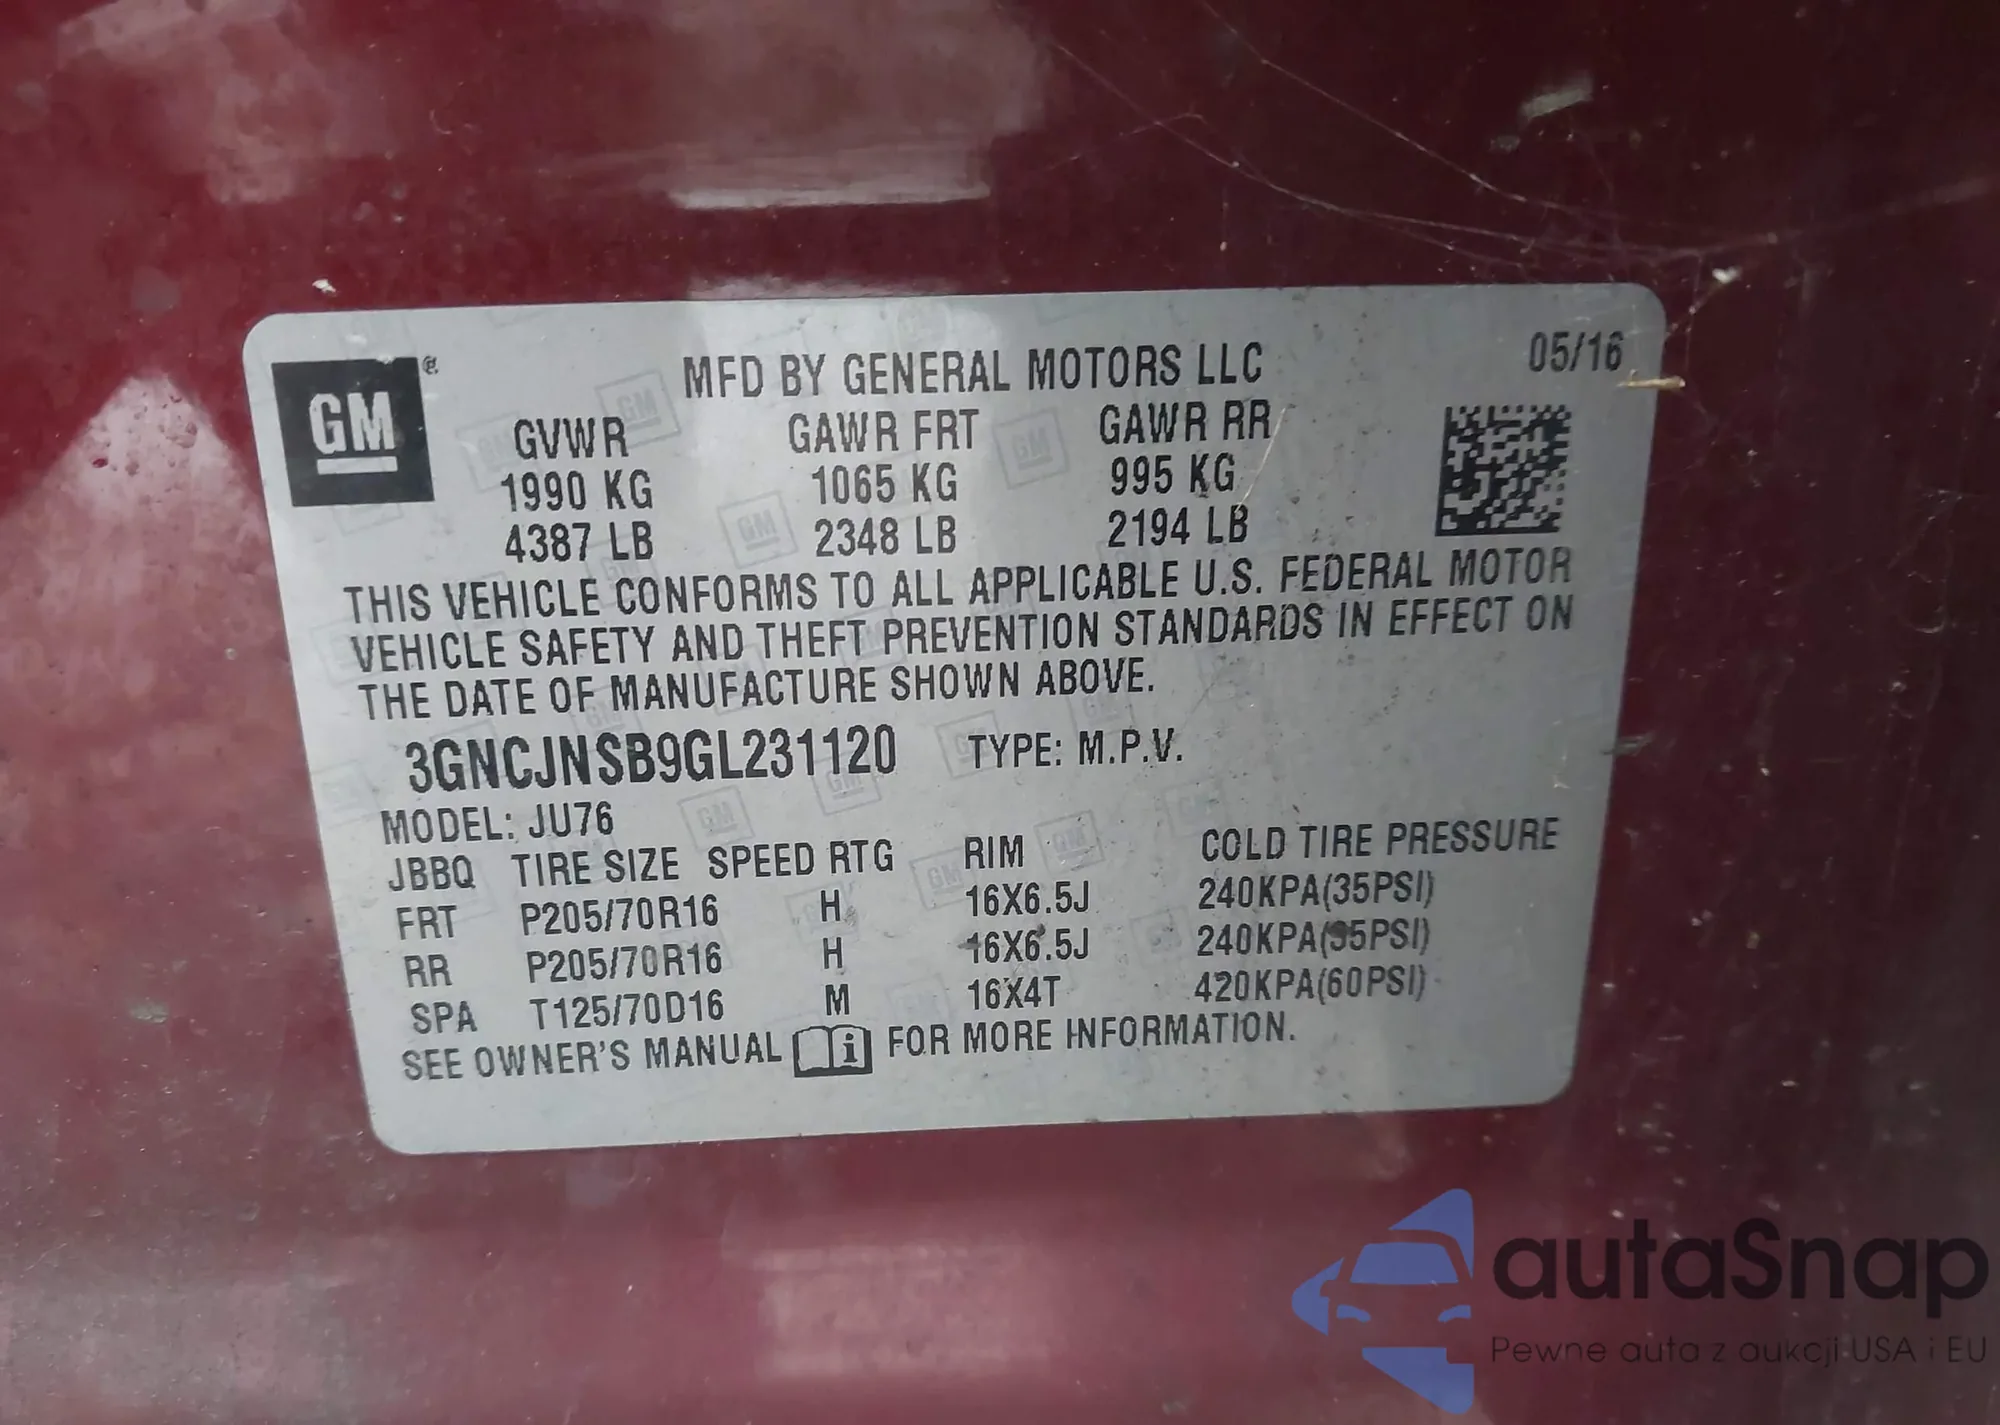 GM ®
MFD BY GENERAL MOTORS LLC 05/16
GVWR GAWR FRT GAWR RR
1990 KG 1065 KG 995 KG
4387 LB 2348 LB 2194 LB
THIS VEHICLE CONFORMS TO ALL APPLICABLE U.S. FEDERAL MOTOR
VEHICLE SAFETY AND THEFT PREVENTION STANDARDS IN EFFECT ON
THE DATE OF MANUFACTURE SHOWN ABOVE.
3GNCJNSB9GL231120 TYPE: M.P.V.
MODEL: JU76
JBBQ TIRE SIZE SPEED RTG RIM COLD TIRE PRESSURE
FRT P205/70R16 H 16X6.5J 240KPA(35PSI)
RR P205/70R16 H 16X6.5J 240KPA(35PSI)
SPA T125/70D16 M 16X4T 420KPA(60PSI)
SEE OWNER'S MANUAL i FOR MORE INFORMATION.
autaSnap
Pewne auta z aukcji USA i EU